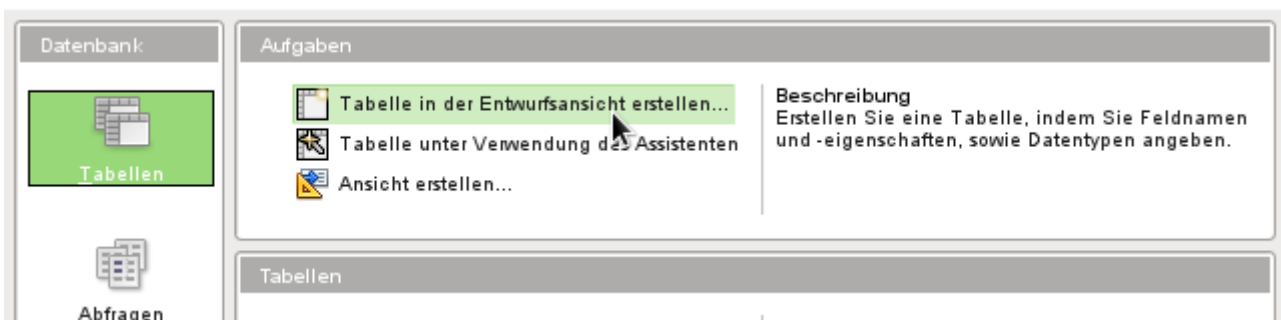 Datenbank
Aufgaben
Tabelle in der Entwurfsansicht erstellen...
Tabelle unter Verwendung des Assistenten
Ansicht erstellen...
Beschreibung
Erstellen Sie eine Tabelle, indem Sie Feldnamen
und -eigenschaften, sowie Datentypen angeben.
Tabellen
Abfragen
Tabellen